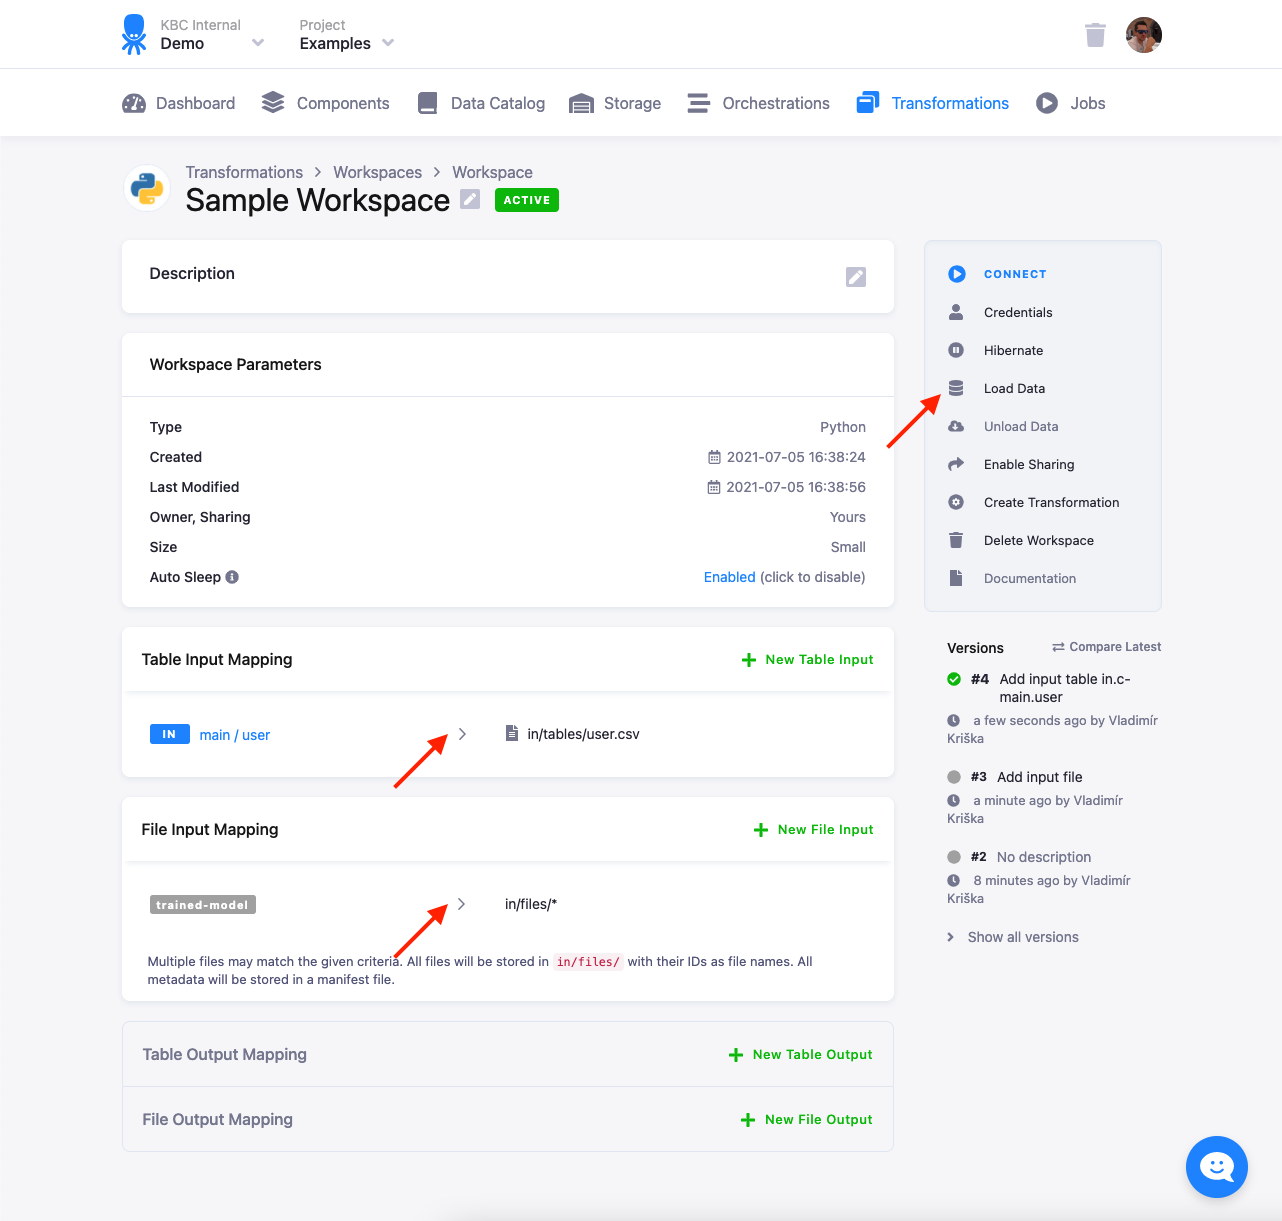 KBC Internal
Demo
Project
Examples
Dashboard
Components
Data Catalog
Storage
Orchestrations
Transformations
Jobs
Transformations > Workspaces > Workspace
Sample Workspace
ACTIVE
Description
Workspace Parameters
Type Python
Created 2021-07-05 16:38:24
Last Modified 2021-07-05 16:38:56
Owner, Sharing Yours
Size Small
Auto Sleep Enabled (click to disable)
Table Input Mapping
New Table Input
IN main / user
in/tables/user.csv
File Input Mapping
New File Input
trained-model
in/files/*
Multiple files may match the given criteria. All files will be stored in in/files/ with their IDs as file names. All
metadata will be stored in a manifest file.
Table Output Mapping
New Table Output
File Output Mapping
New File Output
CONNECT
Credentials
Hibernate
Load Data
Unload Data
Enable Sharing
Create Transformation
Delete Workspace
Documentation
Versions
Compare Latest
#4 Add input table in.c-
main.user
a few seconds ago by Vladimír
Kriška
#3 Add input file
a minute ago by Vladimír
Kriška
#2 No description
8 minutes ago by Vladimír
Kriška
Show all versions